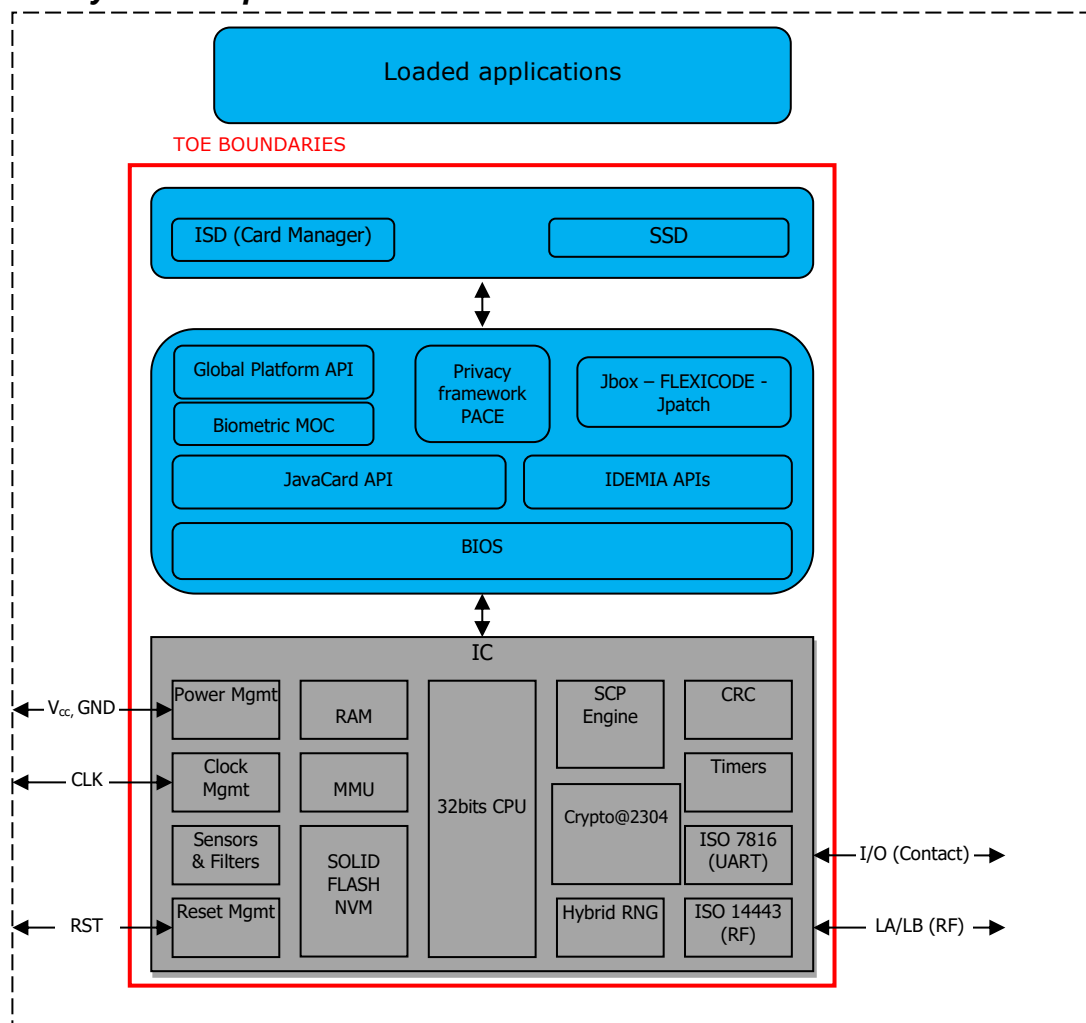 Loaded applications
TOE BOUNDARIES
ISD (Card Manager)
SSD
Global Platform API
Privacy
framework
PACE
Jbox – FLEXICODE -
Jpatch
Biometric MOC
JavaCard API
IDEMIA APIs
BIOS
IC
Power Mgmt
RAM
32bits CPU
SCP
Engine
CRC
Vcc, GND
Clock
Mgmt
MMU
Timers
CLK
Crypto@2304
Sensors
& Filters
SOLID
FLASH
NVM
ISO 7816
(UART)
I/O (Contact)
Reset Mgmt
Hybrid RNG
ISO 14443
(RF)
RST
LA/LB (RF)